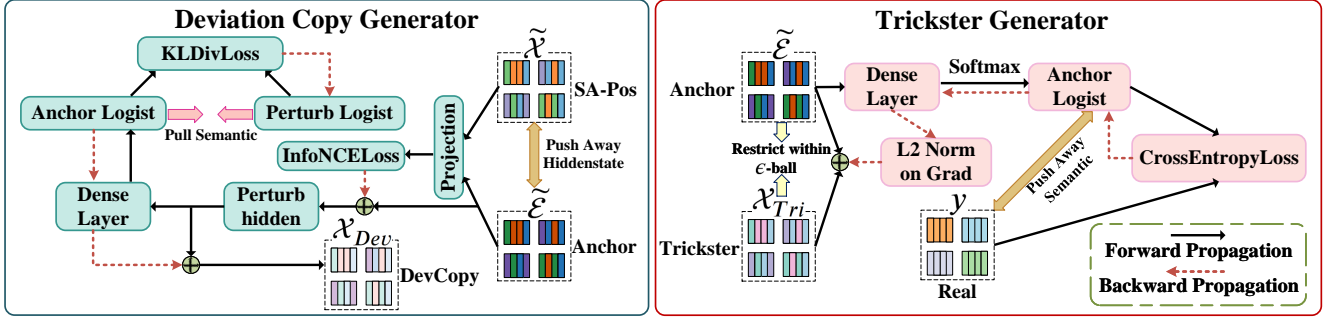 Deviation Copy Generator
KLDivLoss
Anchor Logist
Perturb Logist
Pull Semantic
InfoNCELoss
Projection
Dense
Layer
Perturb
hidden
X̃
SA-Pos
Push Away
Hiddenstate
Ẽ
Anchor
X_Dev
DevCopy
Trickster Generator
Ẽ
Anchor
Restrict within
ϵ-ball
X_Tri
Trickster
Dense
Layer
Softmax
Anchor
Logist
L2 Norm
on Grad
CrossEntropyLoss
Push Away
Semantic
y
Real
Forward Propagation
Backward Propagation